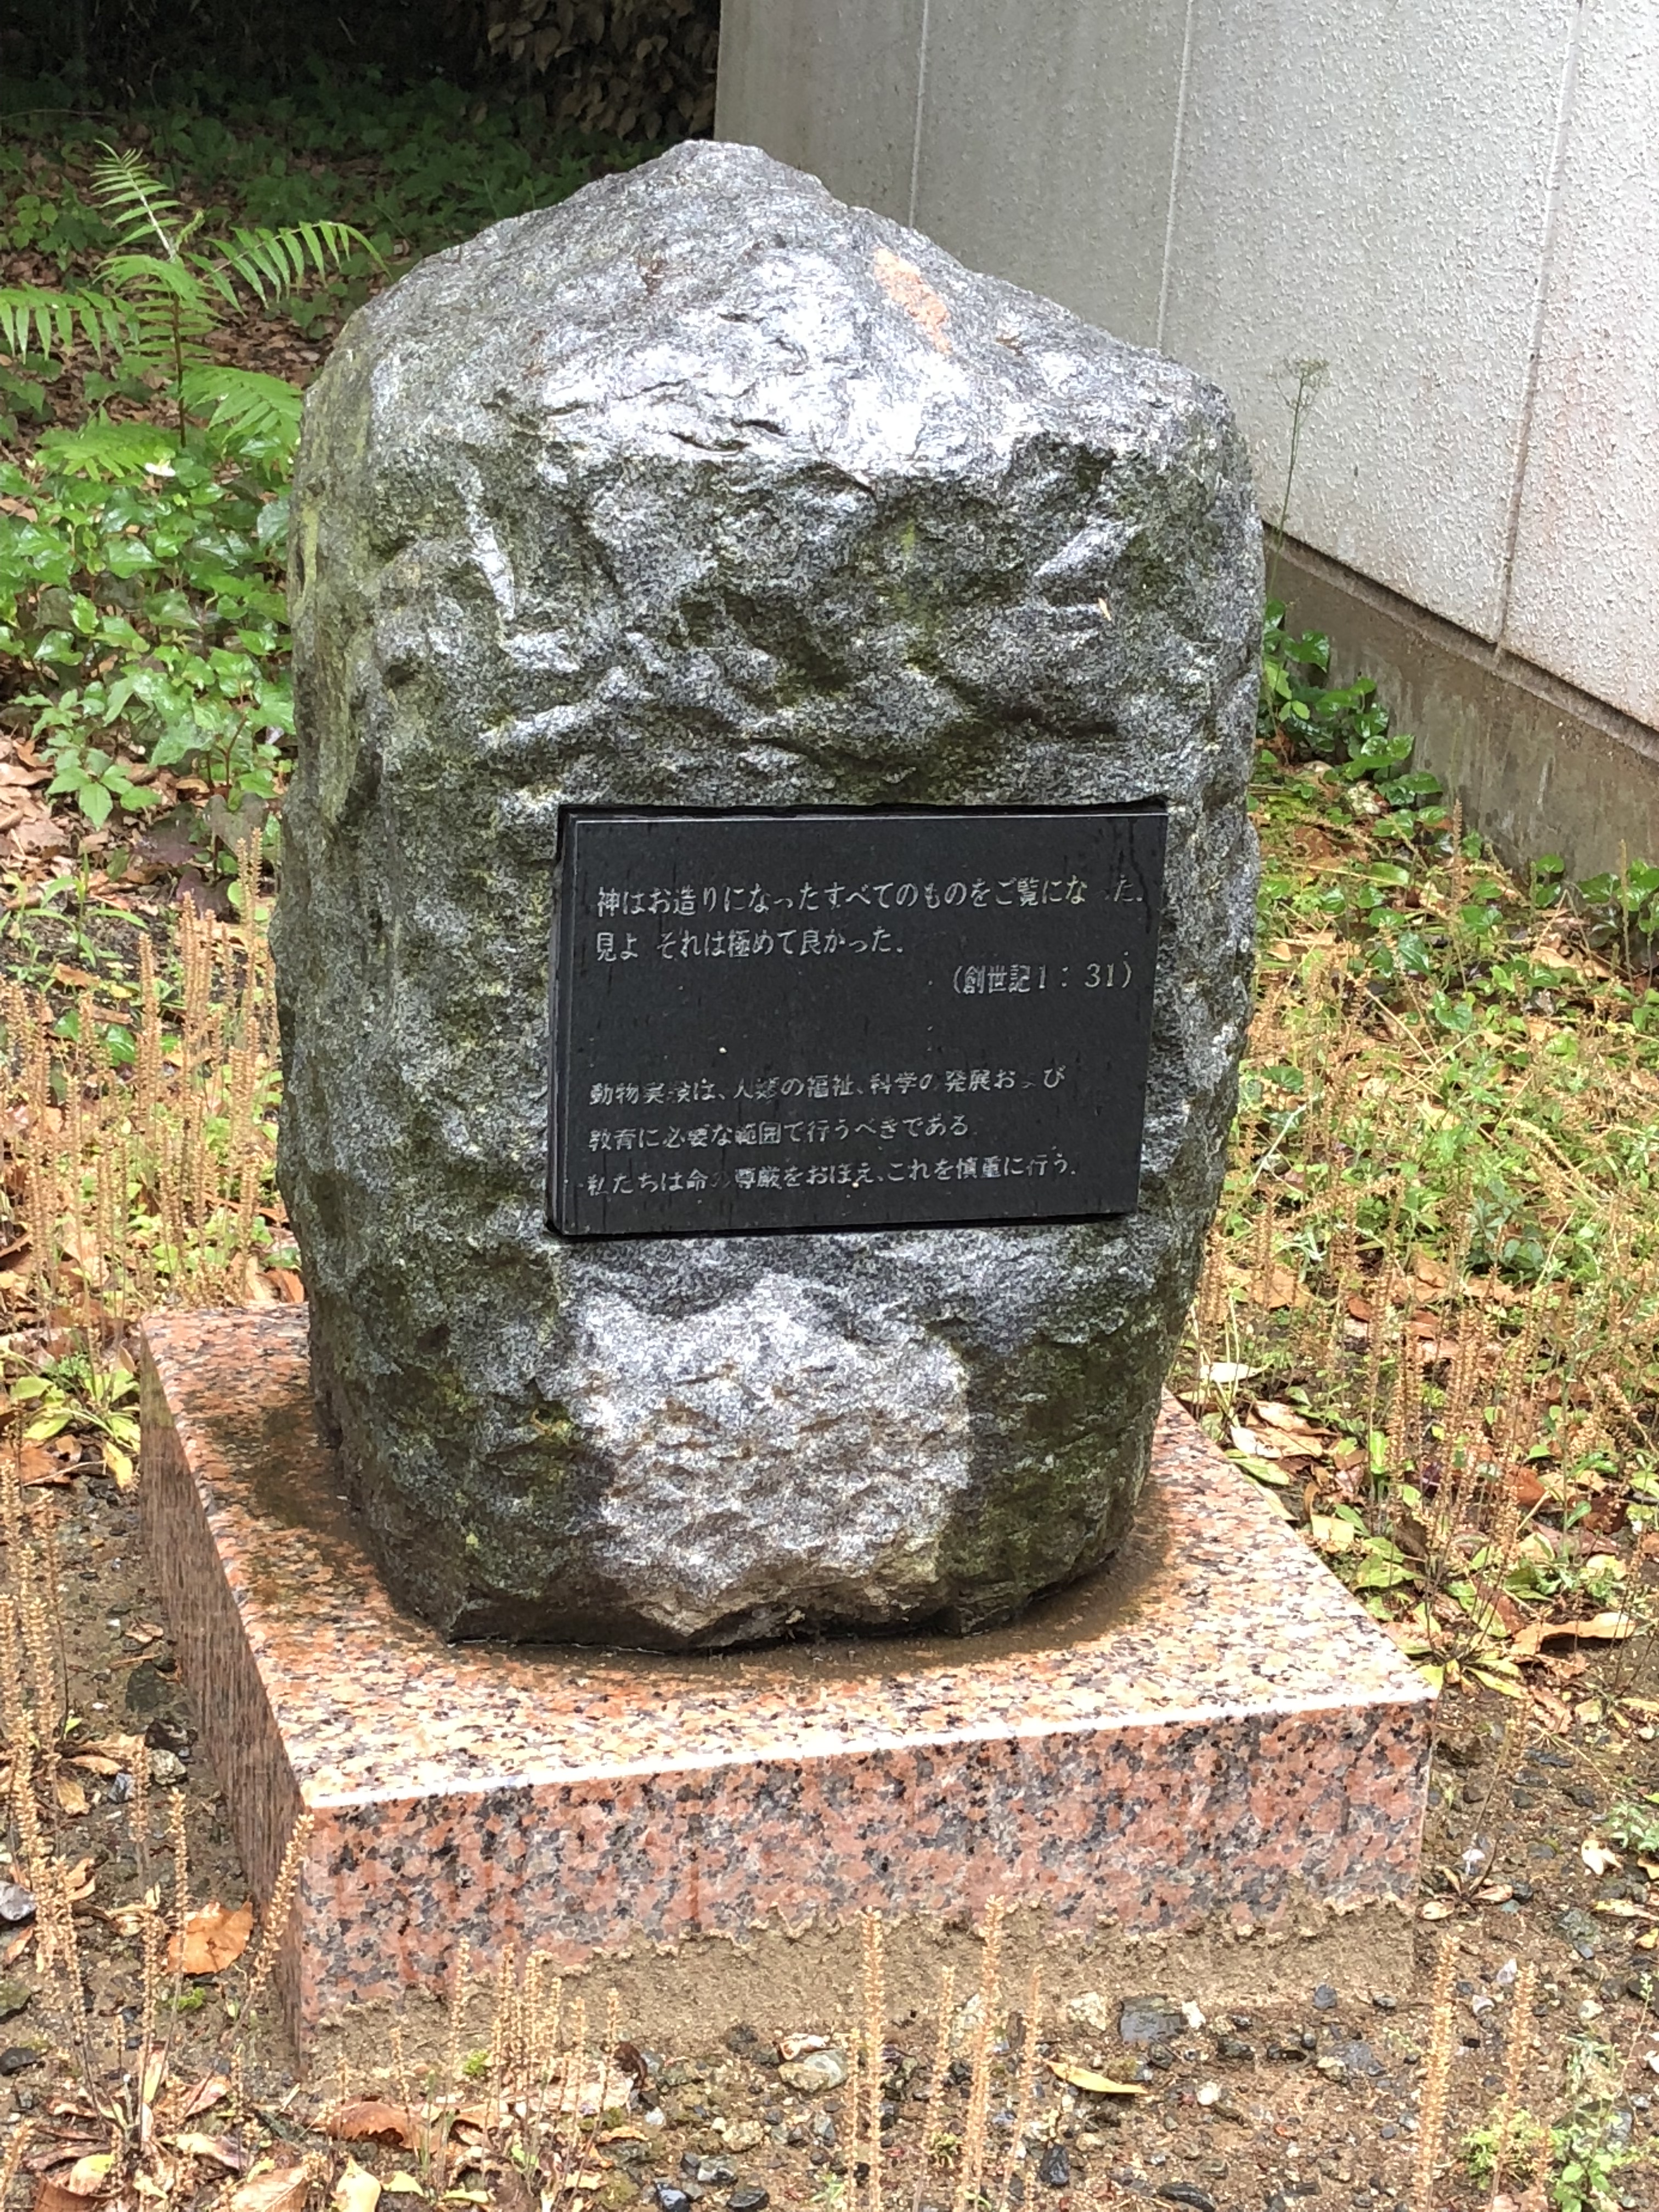 神はお造りになったすべてのものをご覧になった.
見よ それは極めて良かった.
(創世記1:31)
動物実験は、人類の福祉、科学の発展および
教育に必要な範囲で行うべきである
私たちは命の尊厳をおぼえ、これを慎重に行う.